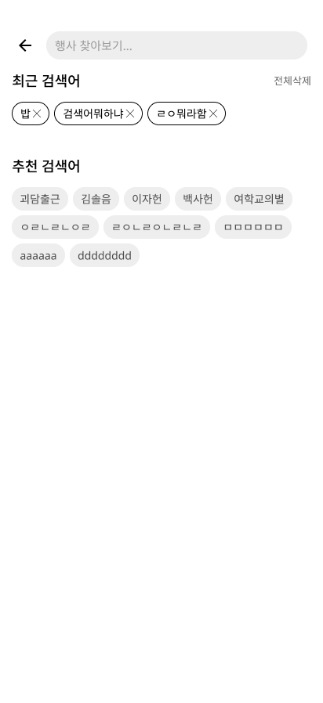 행사 찾아보기...
최근 검색어 전체삭제
밥 검색어뭐하냐 ㄹㅇ뭐라함
추천 검색어
괴담출근 김솔음 이자헌 백사헌 여학교의별
ㅇㄹㄴㄹㄴㅇㄹ ㄹㅇㄴㄹㅇㄴㄹㄴㄹ ㅁㅁㅁㅁㅁㅁ
aaaaaa dddddddd